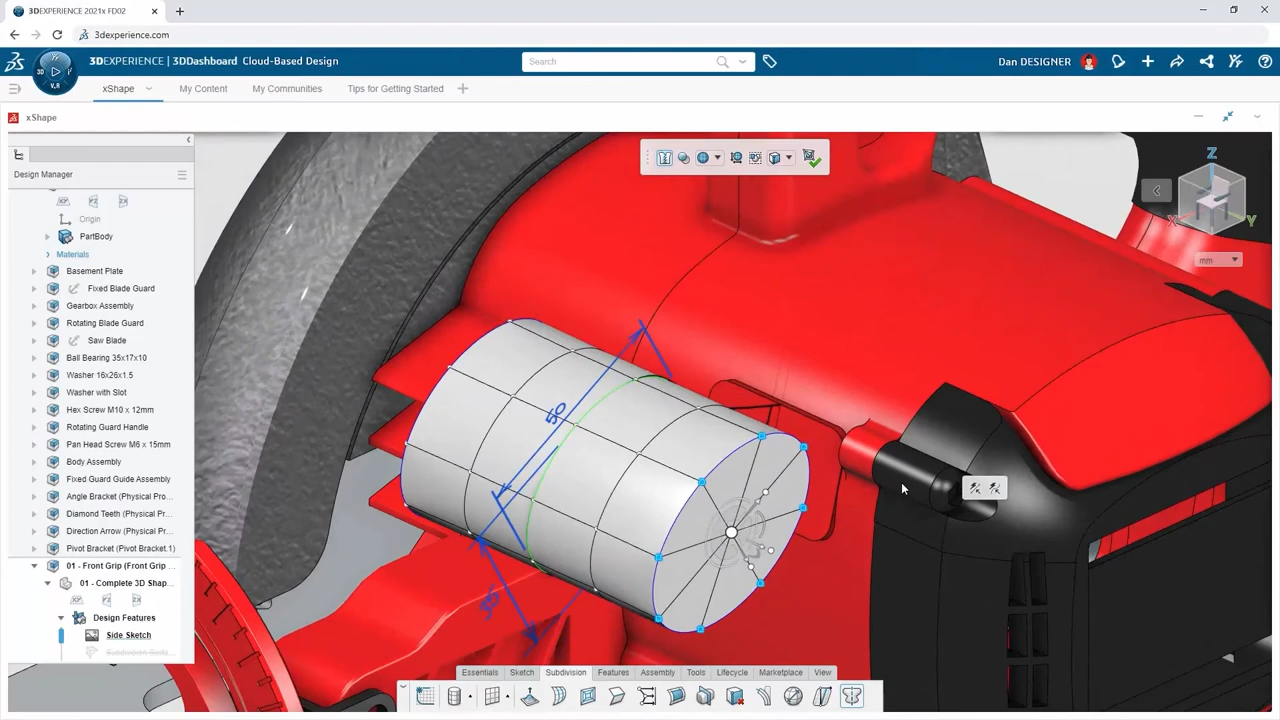 3DEXPERIENCE 2021x FD02
3dexperience.com
3D
V.R
3DEXPERIENCE | 3DDashboard Cloud-Based Design
Search
Dan DESIGNER
xShape
My Content
My Communities
Tips for Getting Started
xShape
Design Manager
Origin
PartBody
Materials
Basement Plate
Fixed Blade Guard
Gearbox Assembly
Rotating Blade Guard
Saw Blade
Ball Bearing 35x17x10
Washer 16x26x1.5
Washer with Slot
Hex Screw M10 x 12mm
Rotating Guard Handle
Pan Head Screw M6 x 15mm
Body Assembly
Fixed Guard Guide Assembly
Angle Bracket (Physical Pro...
Diamond Teeth (Physical Pr...
Direction Arrow (Physical Pr...
Pivot Bracket (Pivot Bracket.1)
01 - Front Grip (Front Grip ...
01 - Complete 3D Shap...
Design Features
Side Sketch
50
35
Z
X
Y
mm
Essentials
Sketch
Subdivision
Features
Assembly
Tools
Lifecycle
Marketplace
View